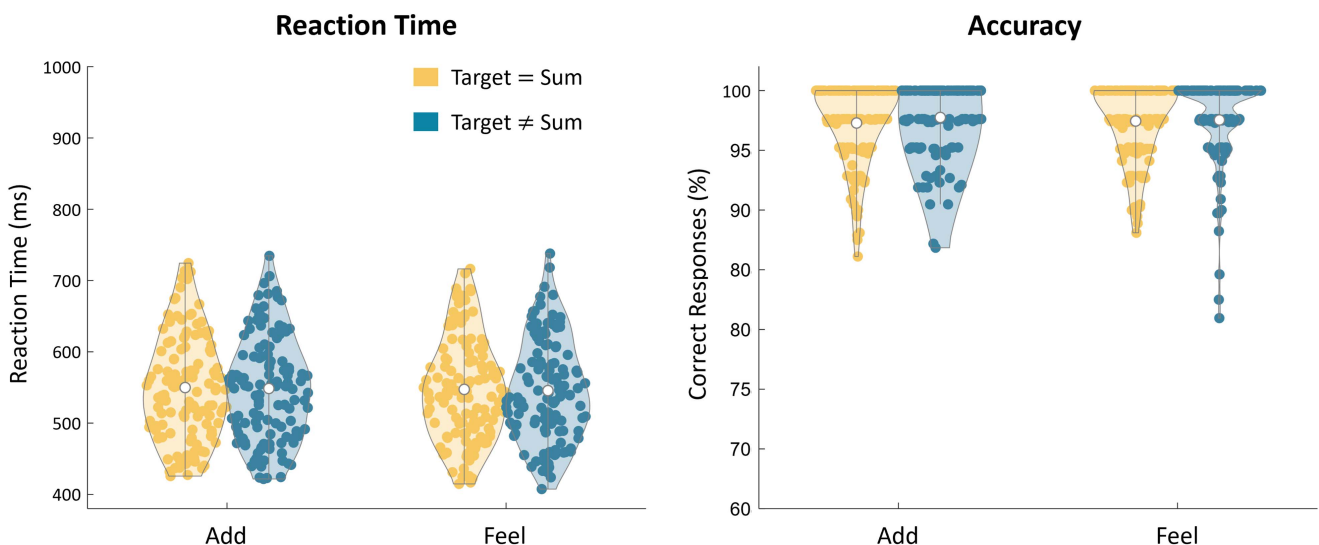 Reaction Time
Reaction Time (ms)
1000
900
800
700
600
500
400
Target = Sum
Target ≠ Sum
Add
Feel
Accuracy
Correct Responses (%)
100
95
90
80
80
75
70
60
Add
Feel